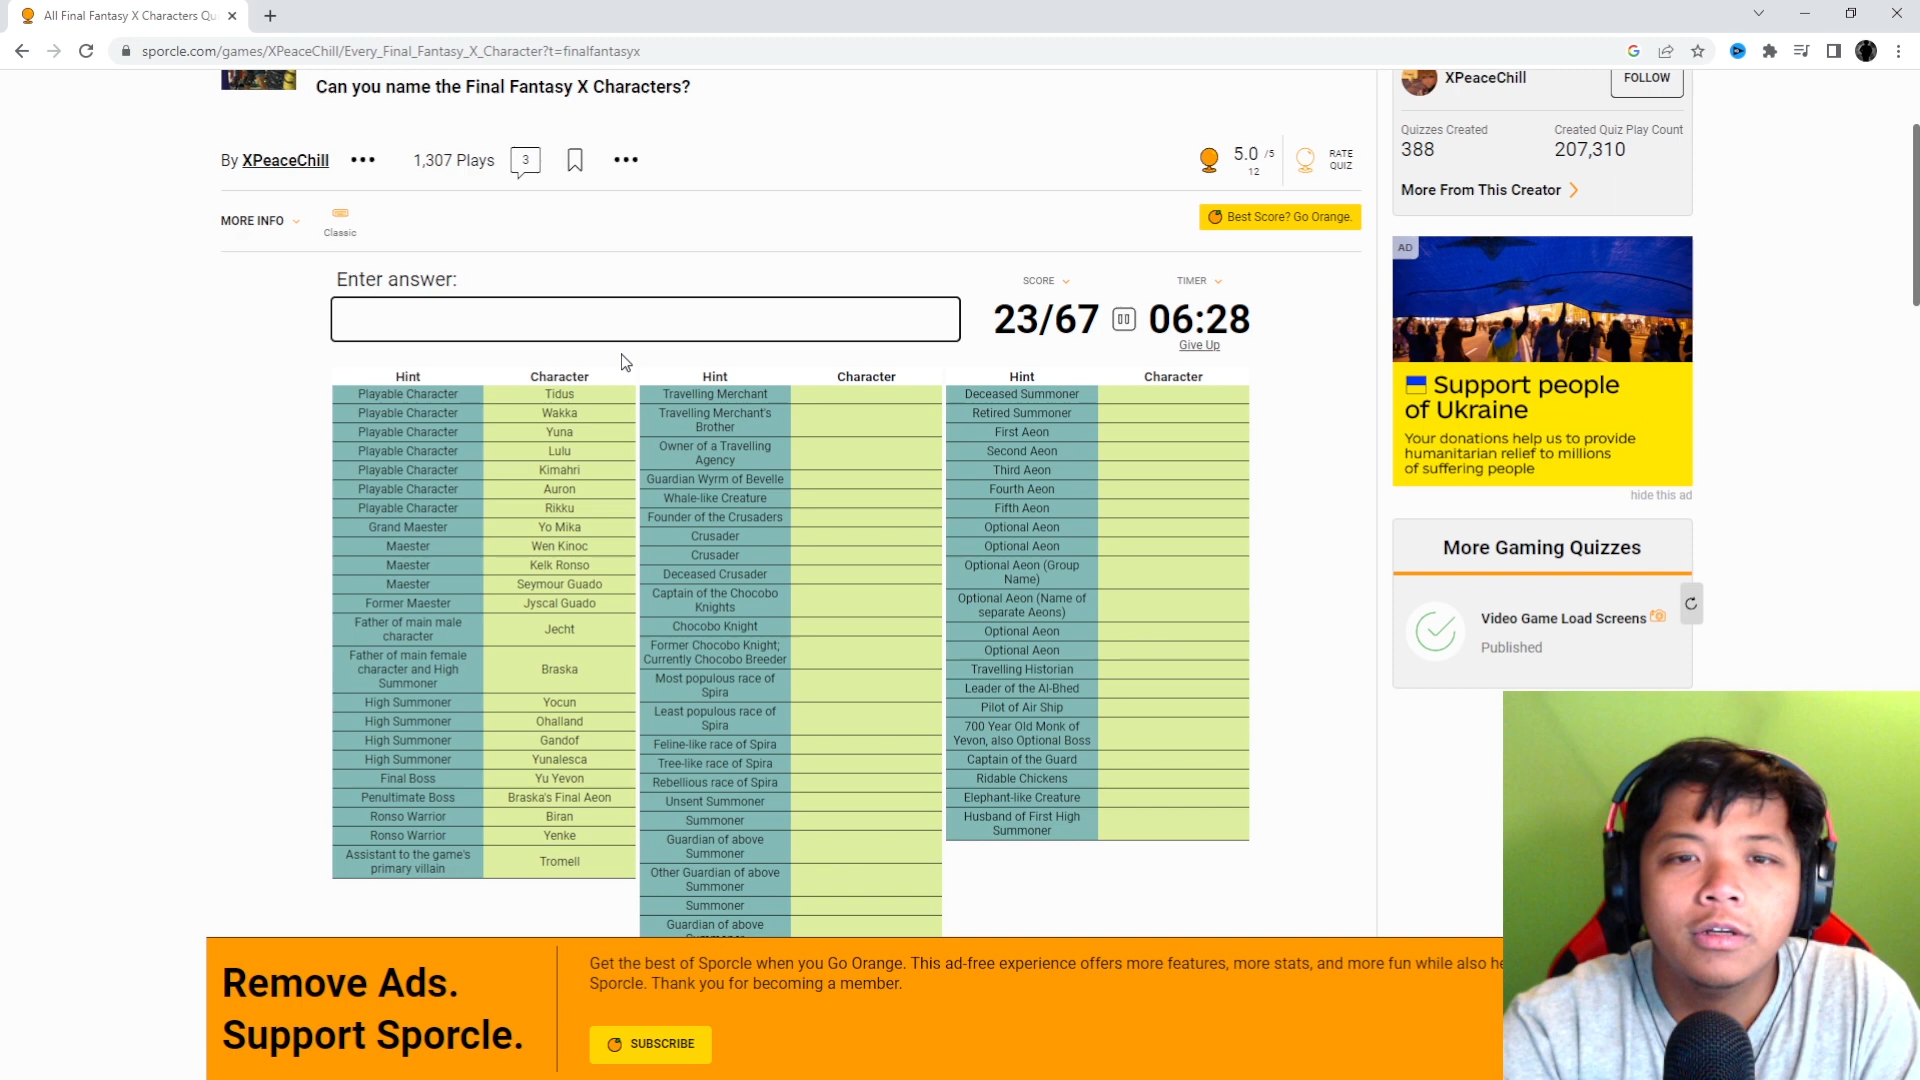 All Final Fantasy X Characters Qu
sporcle.com/games/XPeaceChill/Every_Final_Fantasy_X_Character?t=finalfantasyx
Can you name the Final Fantasy X Characters?
By XPeaceChill
1,307 Plays
3
5.0 /5
12
RATE
QUIZ
MORE INFO
Classic
Best Score? Go Orange.
Enter answer:
SCORE
TIMER
23/67
06:28
Give Up
Hint Character
Playable Character Tidus
Playable Character Wakka
Playable Character Yuna
Playable Character Lulu
Playable Character Kimahri
Playable Character Auron
Playable Character Rikku
Grand Maester Yo Mika
Maester Wen Kinoc
Maester Kelk Ronso
Maester Seymour Guado
Former Maester Jyscal Guado
Father of main male
character
Jecht
Father of main female
character and High
Summoner
Braska
High Summoner Yocun
High Summoner Ohalland
High Summoner Gandof
High Summoner Yunalesca
Final Boss Yu Yevon
Penultimate Boss Braska's Final Aeon
Ronso Warrior Biran
Ronso Warrior Yenke
Assistant to the game's
primary villain
Tromell
Hint Character
Travelling Merchant
Travelling Merchant's
Brother
Owner of a Travelling
Agency
Guardian Wyrm of Bevelle
Whale-like Creature
Founder of the Crusaders
Crusader
Crusader
Deceased Crusader
Captain of the Chocobo
Knights
Chocobo Knight
Former Chocobo Knight;
Currently Chocobo Breeder
Most populous race of
Spira
Least populous race of
Spira
Feline-like race of Spira
Tree-like race of Spira
Rebellious race of Spira
Unsent Summoner
Summoner
Guardian of above
Summoner
Other Guardian of above
Summoner
Summoner
Guardian of above
Hint Character
Deceased Summoner
Retired Summoner
First Aeon
Second Aeon
Third Aeon
Fourth Aeon
Fifth Aeon
Optional Aeon
Optional Aeon
Optional Aeon (Group
Name)
Optional Aeon (Name of
separate Aeons)
Optional Aeon
Optional Aeon
Travelling Historian
Leader of the Al-Bhed
Pilot of Air Ship
700 Year Old Monk of
Yevon, also Optional Boss
Captain of the Guard
Ridable Chickens
Elephant-like Creature
Husband of First High
Summoner
XPeaceChill
FOLLOW
Quizzes Created
388
Created Quiz Play Count
207,310
More From This Creator
AD
Support people
of Ukraine
Your donations help us to provide
humanitarian relief to millions
of suffering people
hide this ad
More Gaming Quizzes
Video Game Load Screens
Published
Remove Ads.
Support Sporcle.
Get the best of Sporcle when you Go Orange. This ad-free experience offers more features, more stats, and more fun while also he
Sporcle. Thank you for becoming a member.
SUBSCRIBE